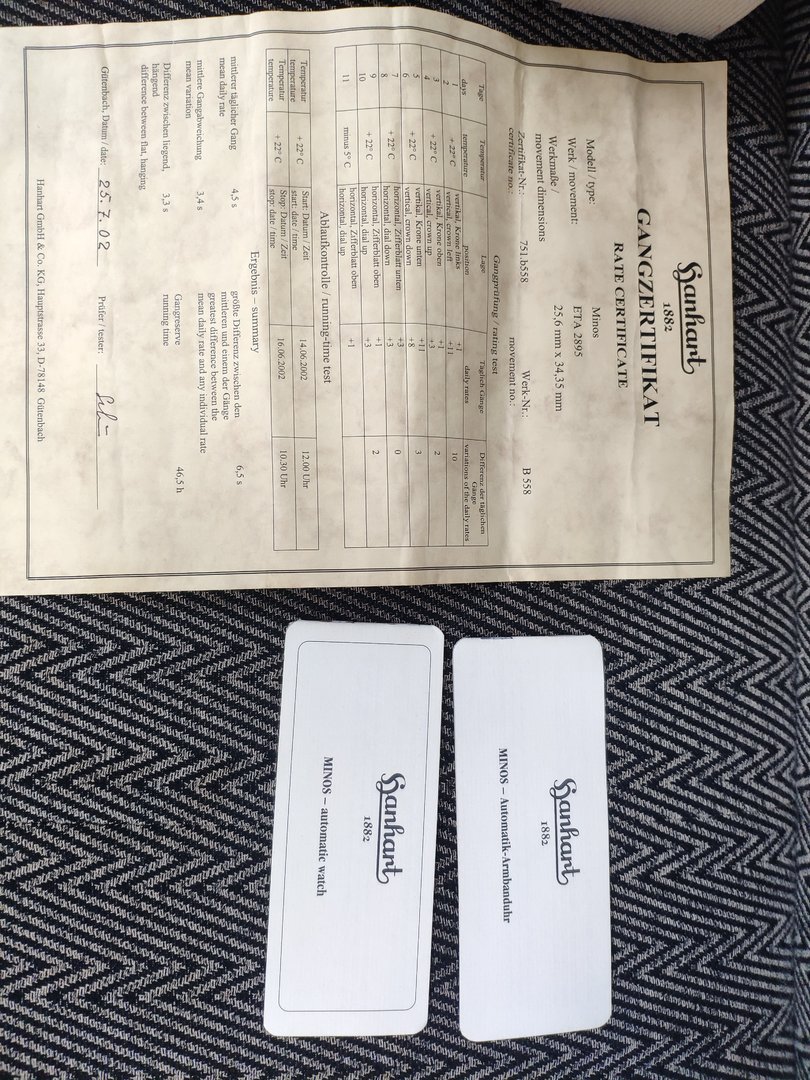 Hanhart
1882
GANGZERTIFIKAT
RATE CERTIFICATE
Modell / type: Minos
Werk / movement: ETA 2895
Werkmaße / 25,6 mm x 34,35 mm
movement dimensions
Zertifikat-Nr.: 751.b558 Werk-Nr.: B 558
certificate no.: movement no.:
Gangprüfung / rating test
Tage Temperatur Lage Täglich Gänge Differenz der täglichen
Gänge
days temperature position daily rates variations of the daily rates
1 + 22° C vertikal, Krone links +1
2 vertical, crown left +11 10
3 + 22° C vertikal, Krone oben +1
4 vertical, crown up +3 2
5 + 22° C vertikal, Krone unten +11
6 vertical, crown down +8 3
7 + 22° C horizontal, Zifferblatt unten +3
8 horizontal, dial down +3 0
9 + 22° C horizontal, Zifferblatt oben +1
10 horizontal, dial up +3 2
11 minus 5° C horizontal, Zifferblatt oben +1
horizontal, dial up
Ablaufkontrolle / running-time test
Temperatur + 22° C Start: Datum / Zeit 14.06.2002 12.00 Uhr
temperature start: date / time
Temperatur + 22° C Stop: Datum / Zeit 16.06.2002 10.30 Uhr
temperature stop: date / time
Ergebnis – summary
mittlerer täglicher Gang 4,5 s größte Differenz zwischen den 6,5 s
mean daily rate mittleren und einem der Gänge
greatest difference between the
mittlere Gangabweichung 3,4 s mean daily rate and any individual rate
mean variation
Differenz zwischen liegend, 3,3 s Gangreserve 46,5 h
hängend running time
difference between flat, hanging
Gütenbach, Datum / date: 25.7.02 Prüfer / tester:
Hanhart GmbH & Co. KG, Hauptstrasse 33, D-78148 Gütenbach
Hanhart
1882
MINOS – Automatik-Armbanduhr
Hanhart
1882
MINOS – automatic watch